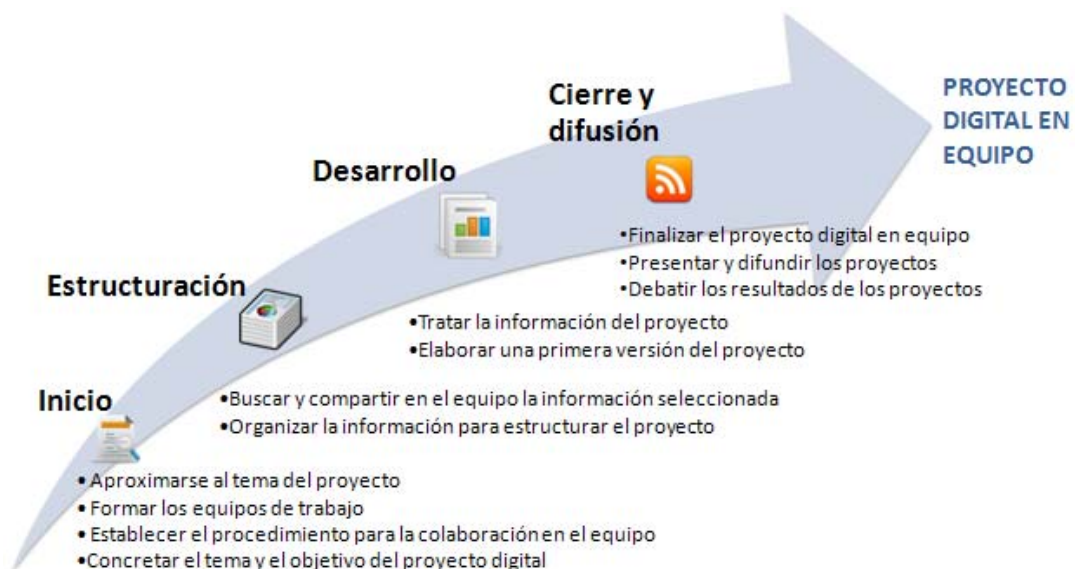 Inicio
• Aproximarse al tema del proyecto
• Formar los equipos de trabajo
• Establecer el procedimiento para la colaboración en el equipo
•Concretar el tema y el objetivo del proyecto digital
Estructuración
•Buscar y compartir en el equipo la información seleccionada
•Organizar la información para estructurar el proyecto
Desarrollo
•Tratar la información del proyecto
•Elaborar una primera versión del proyecto
Cierre y
difusión
•Finalizar el proyecto digital en equipo
•Presentar y difundir los proyectos
•Debatir los resultados de los proyectos
PROYECTO
DIGITAL EN
EQUIPO